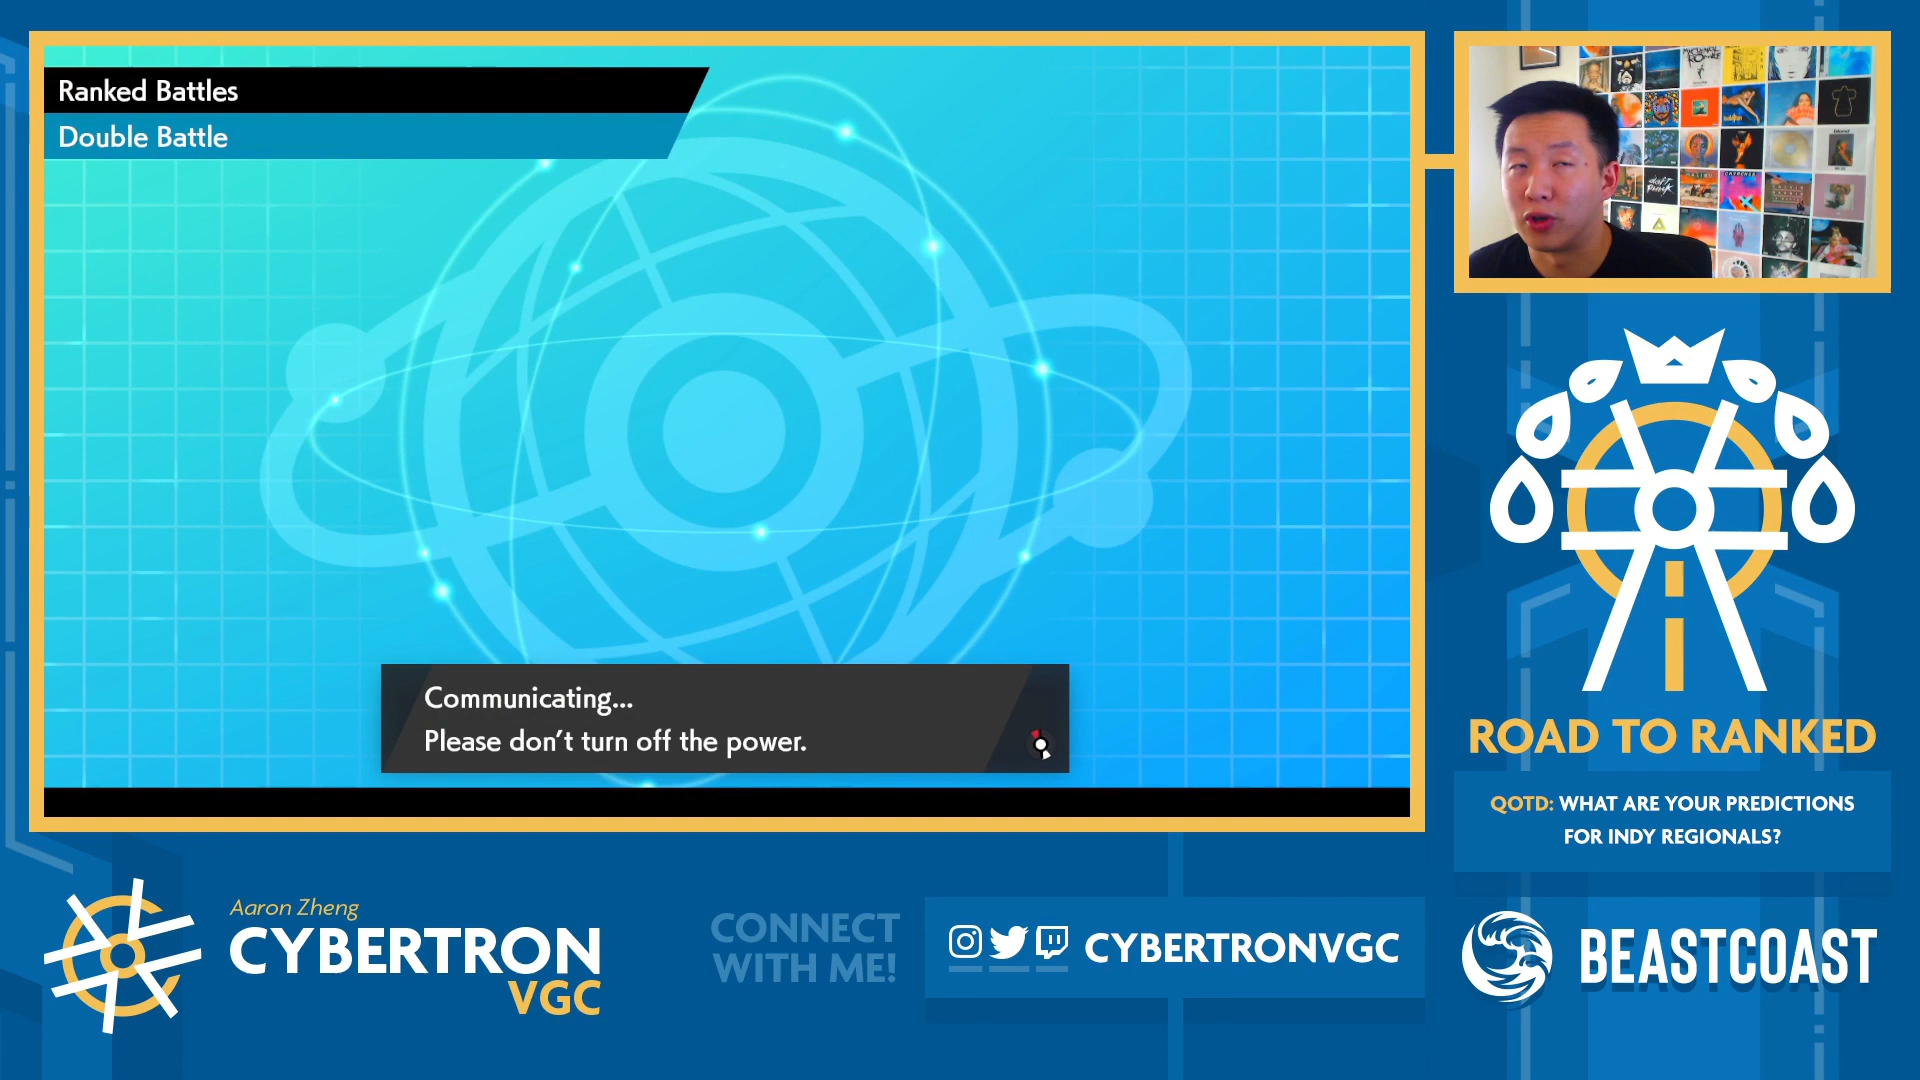 Ranked Battles
Double Battle
Communicating...
Please don't turn off the power.
ROAD TO RANKED
QOTD: WHAT ARE YOUR PREDICTIONS
FOR INDY REGIONALS?
Aaron Zheng
CYBERTRON
VGC
CONNECT
WITH ME!
CYBERTRONVGC
BEASTCOAST